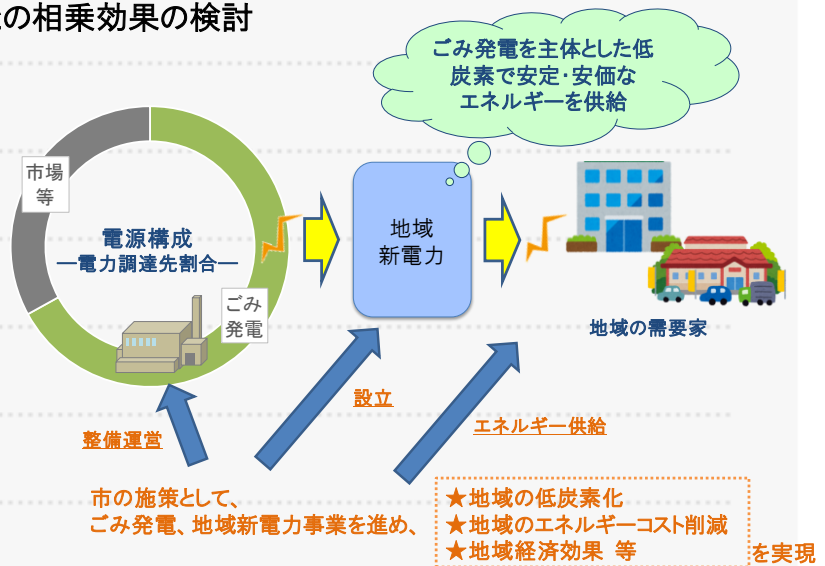 の相乗効果の検討
ごみ発電を主体とした低
炭素で安定･安価な
エネルギーを供給
市場
等
電源構成
―電力調達先割合―
ごみ
発電
地域
新電力
地域の需要家
整備運営
設立
エネルギー供給
市の施策として、
ごみ発電、地域新電力事業を進め、
★地域の低炭素化
★地域のエネルギーコスト削減
★地域経済効果 等
を実現